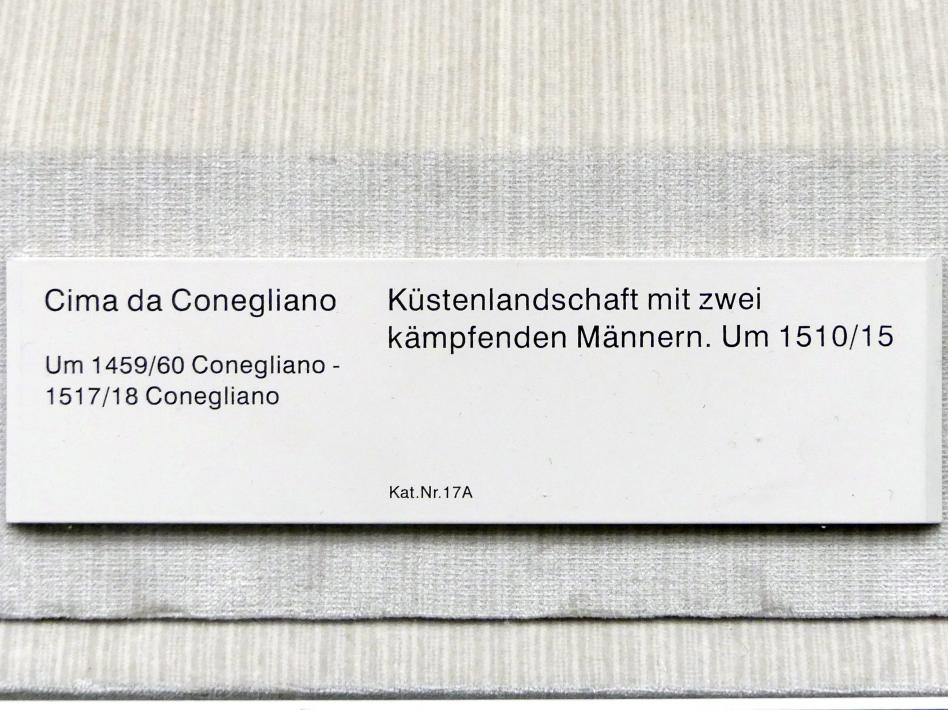 Cima da Conegliano
Um 1459/60 Conegliano -
1517/18 Conegliano
Küstenlandschaft mit zwei
kämpfenden Männern. Um 1510/15
Kat.Nr.17A